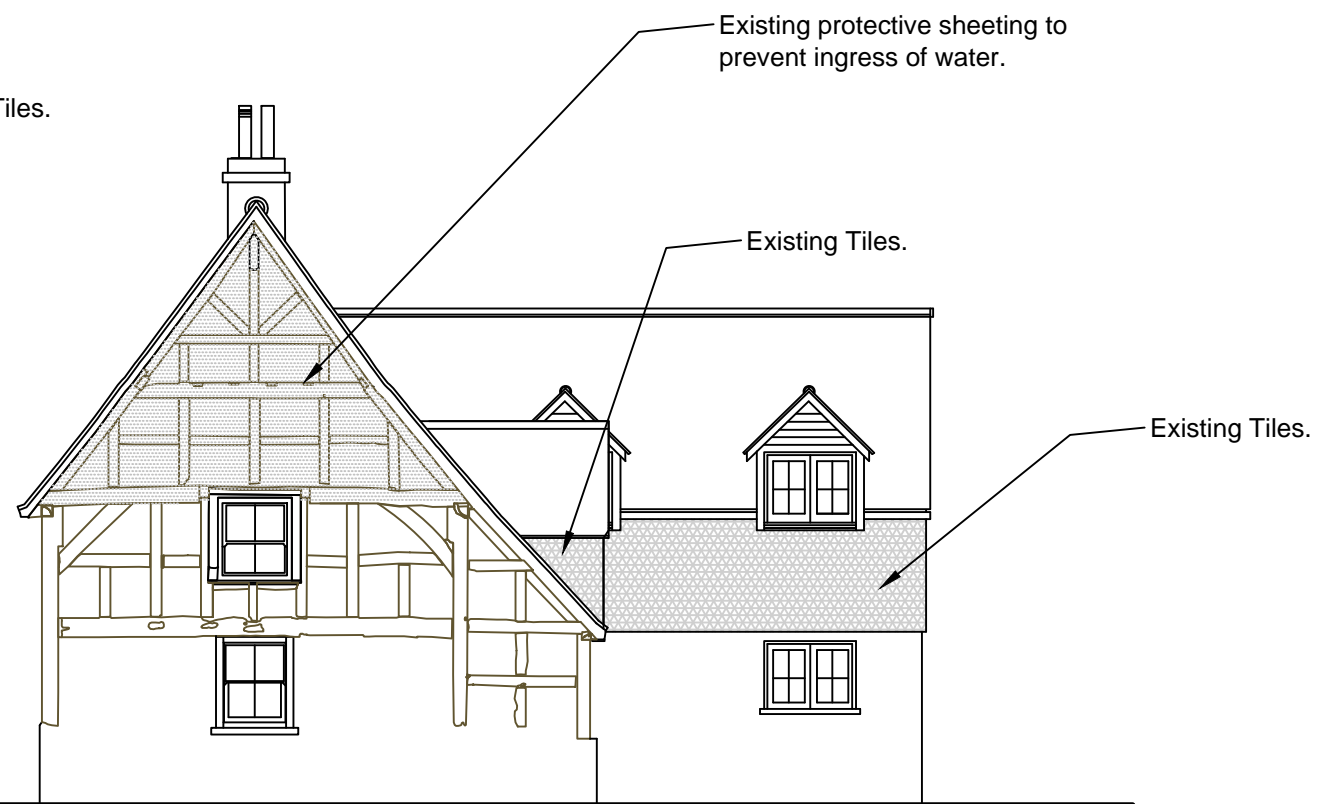 Existing protective sheeting to
prevent ingress of water.
Tiles.
Existing Tiles.
Existing Tiles.